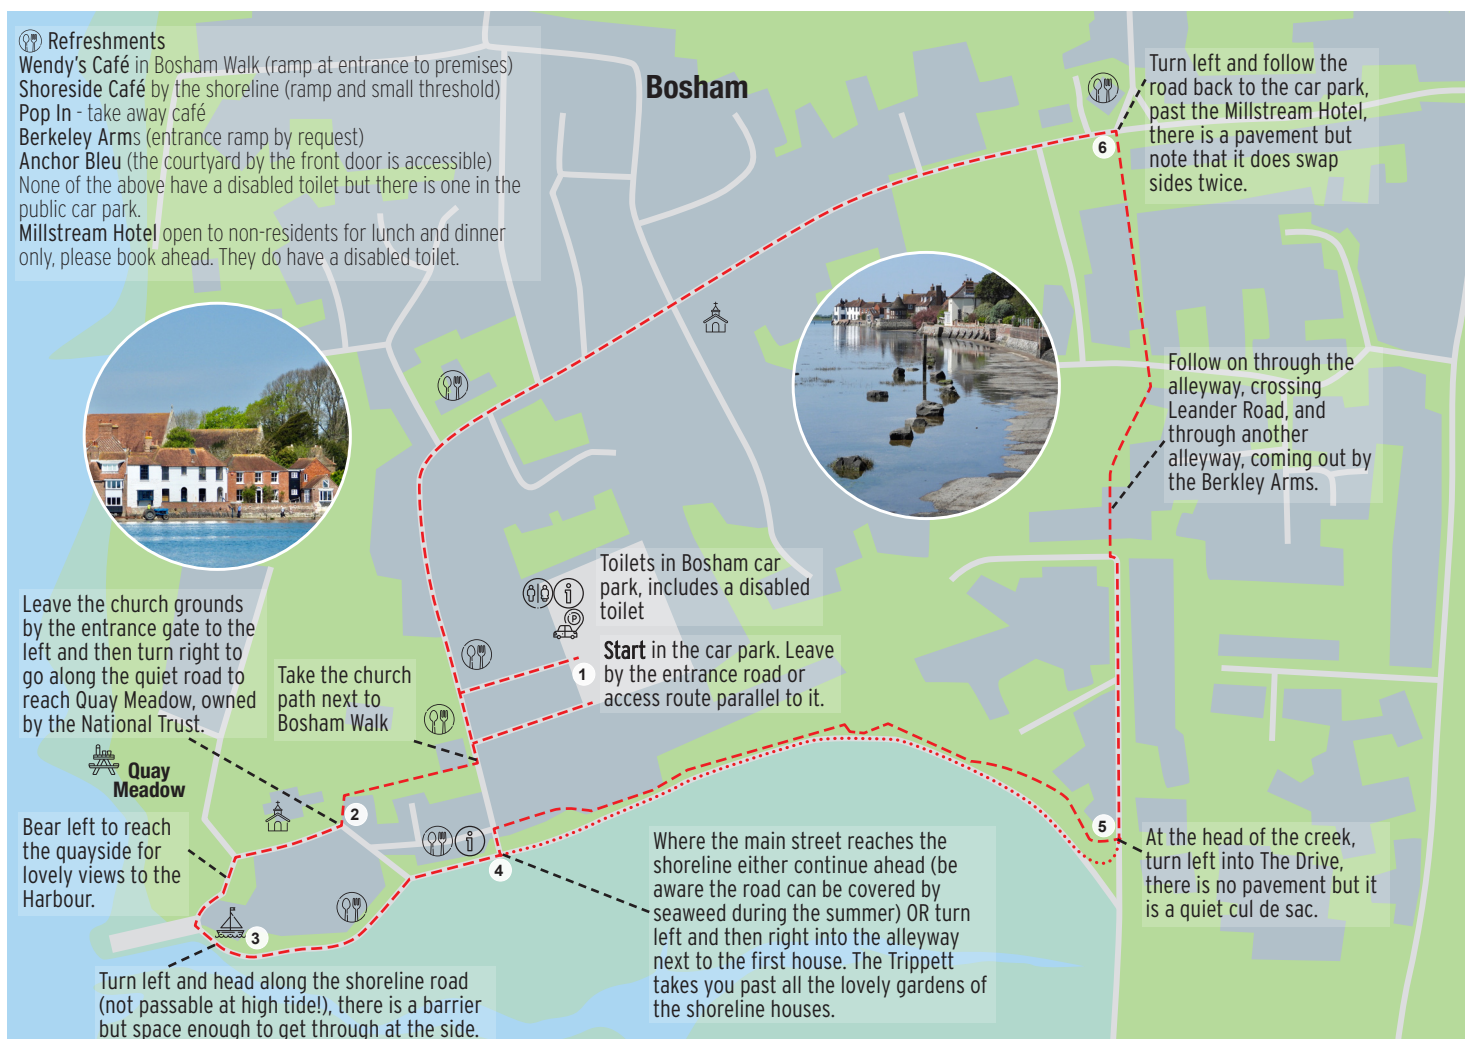 Refreshments
Wendy's Café in Bosham Walk (ramp at entrance to premises)
Shoreside Café by the shoreline (ramp and small threshold)
Pop In - take away café
Berkeley Arms (entrance ramp by request)
Anchor Bleu (the courtyard by the front door is accessible)
None of the above have a disabled toilet but there is one in the
public car park.
Millstream Hotel open to non-residents for lunch and dinner
only, please book ahead. They do have a disabled toilet.
Bosham
Turn left and follow the
road back to the car park,
past the Millstream Hotel,
there is a pavement but
note that it does swap
sides twice.
6
Follow on through the
alleyway, crossing
Leander Road, and
through another
alleyway, coming out by
the Berkley Arms.
Toilets in Bosham car
park, includes a disabled
toilet
P
1
Start in the car park. Leave
by the entrance road or
access route parallel to it.
Leave the church grounds
by the entrance gate to the
left and then turn right to
go along the quiet road to
reach Quay Meadow, owned
by the National Trust.
Take the church
path next to
Bosham Walk
Quay
Meadow
2
Bear left to reach
the quayside for
lovely views to the
Harbour.
3
Turn left and head along the shoreline road
(not passable at high tide!), there is a barrier
but space enough to get through at the side.
4
Where the main street reaches the
shoreline either continue ahead (be
aware the road can be covered by
seaweed during the summer) OR turn
left and then right into the alleyway
next to the first house. The Trippett
takes you past all the lovely gardens of
the shoreline houses.
5
At the head of the creek,
turn left into The Drive,
there is no pavement but it
is a quiet cul de sac.